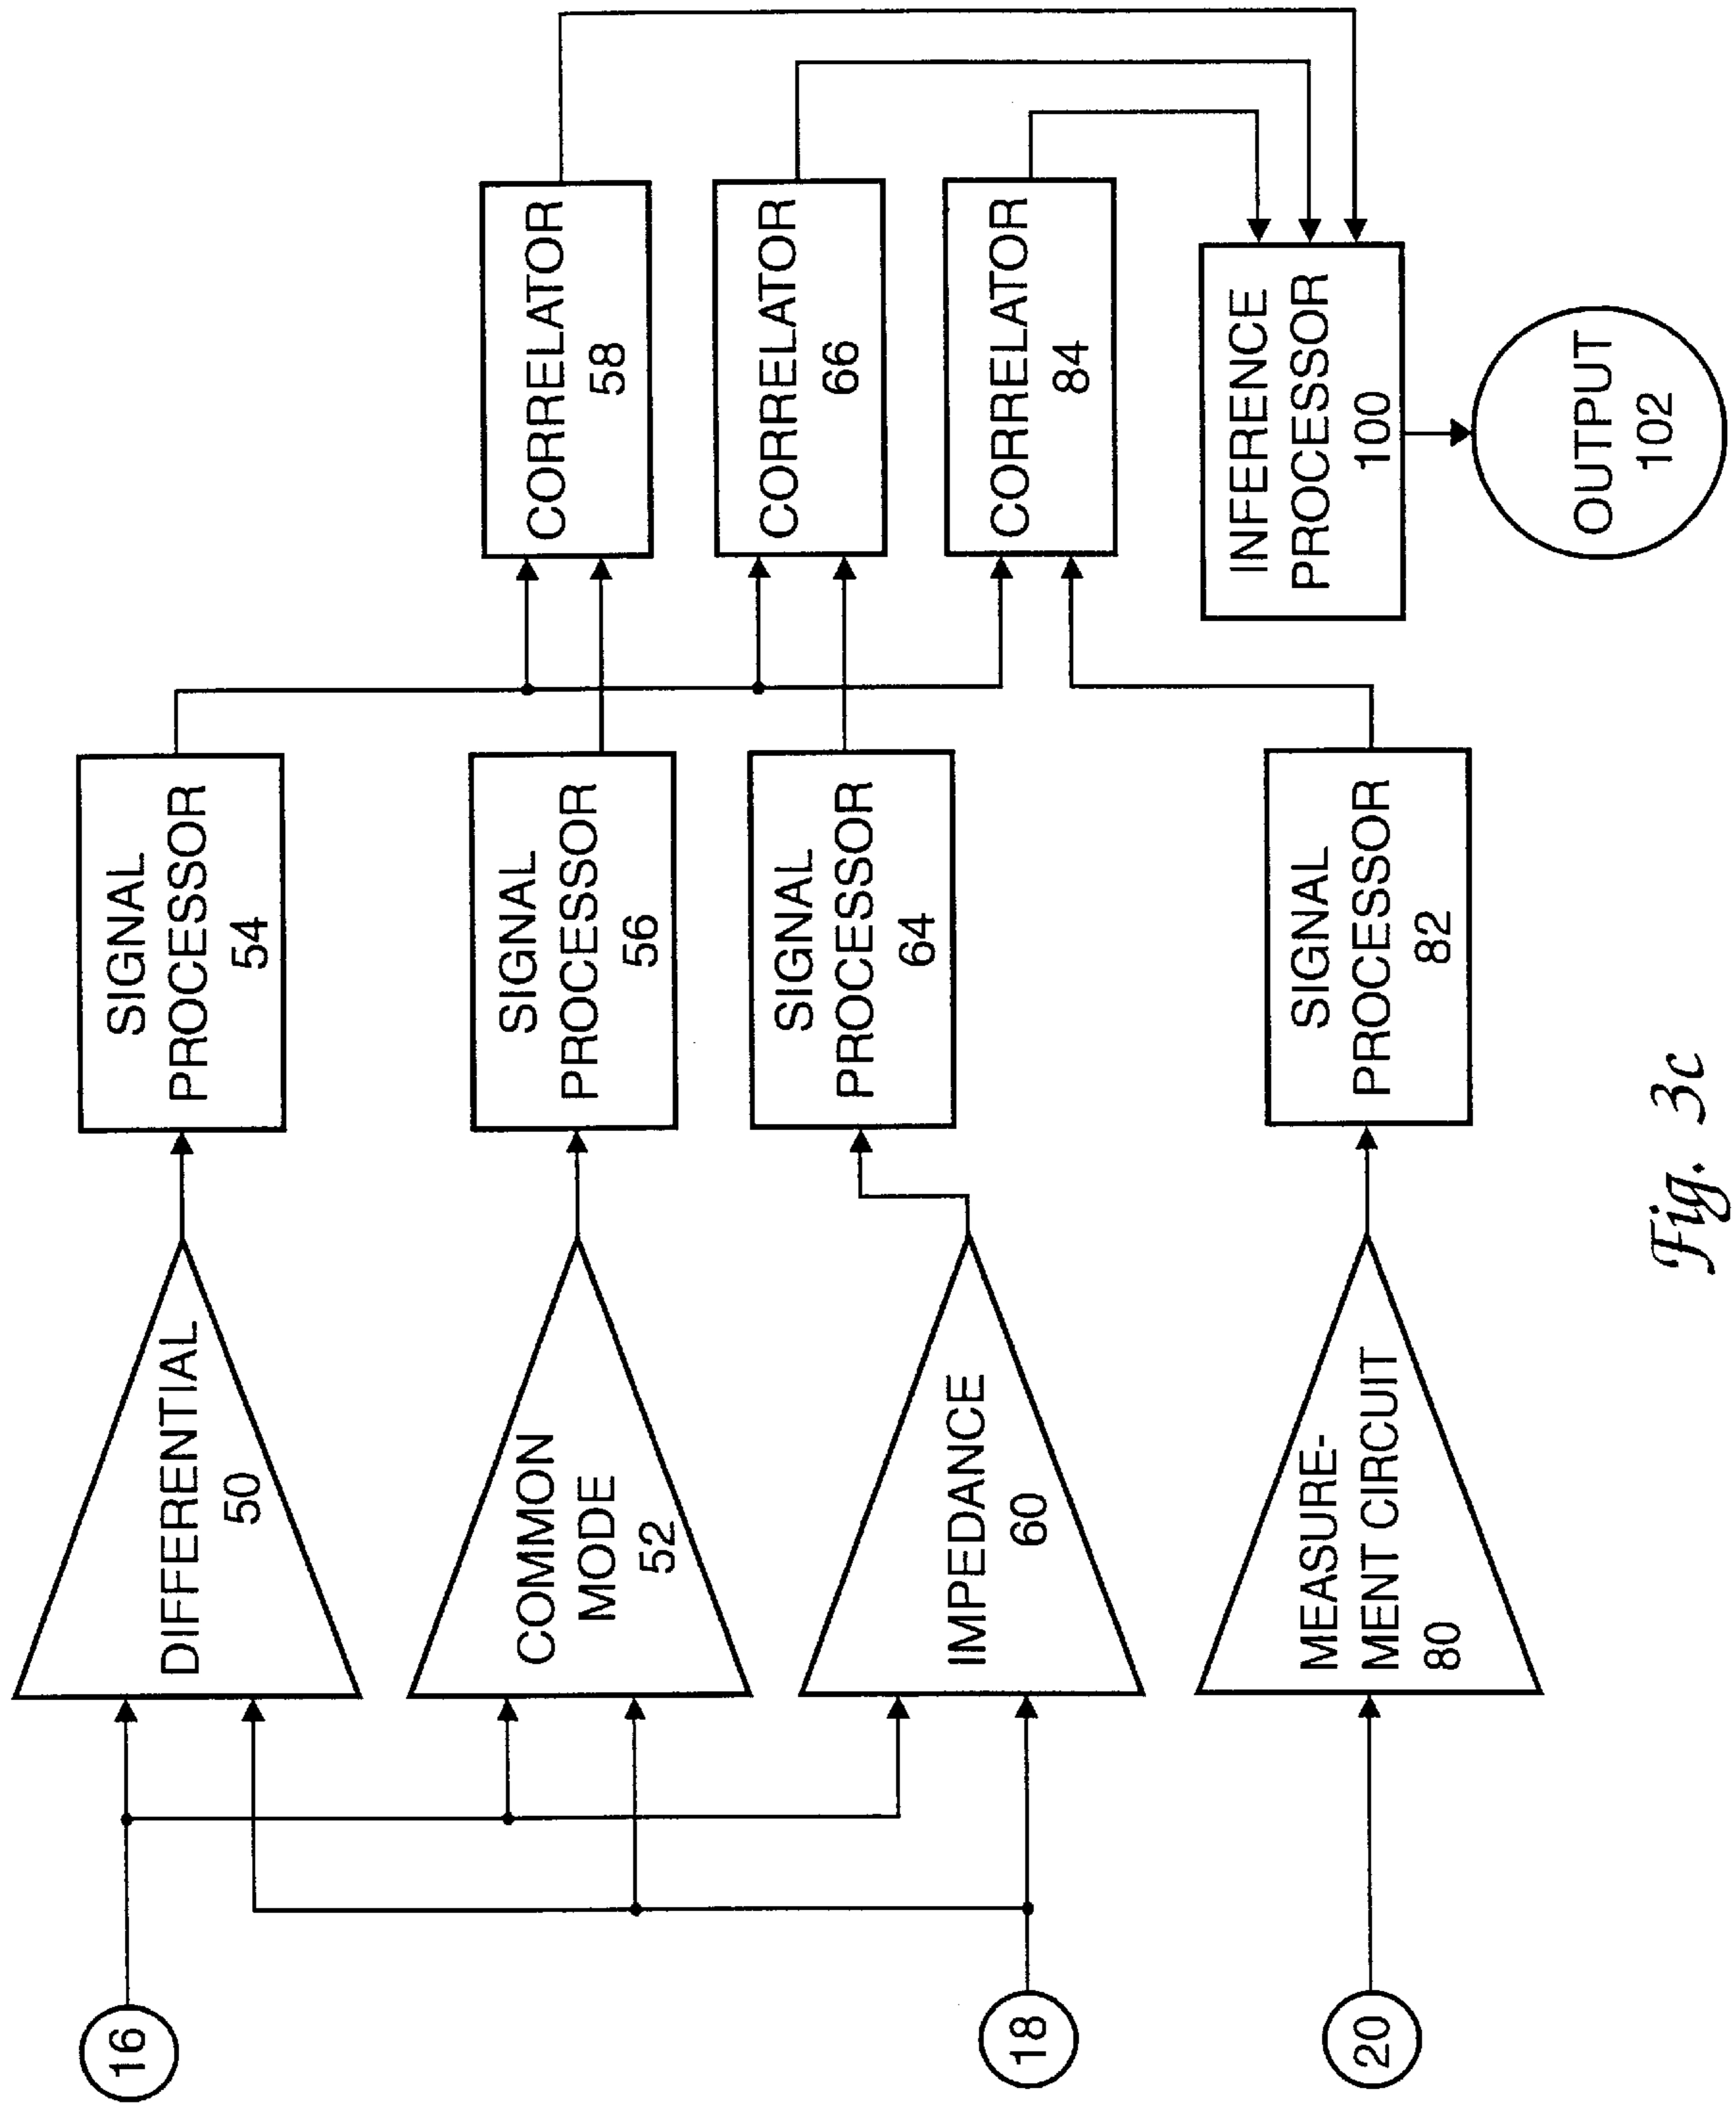 16
18
20
DIFFERENTIAL
50
COMMON
MODE
52
IMPEDANCE
60
MEASURE-
MENT CIRCUIT
80
SIGNAL
PROCESSOR
54
SIGNAL
PROCESSOR
56
SIGNAL
PROCESSOR
64
SIGNAL
PROCESSOR
82
CORRELATOR
58
CORRELATOR
66
CORRELATOR
84
INFERENCE
PROCESSOR
100
OUTPUT
102
Fig. 3c